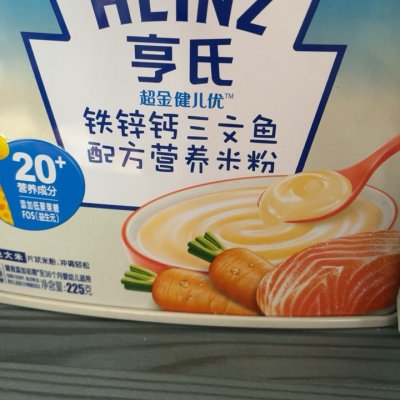 HEINZ
亨氏
超金健儿优™
铁锌钙三文鱼
配方营养米粉
20+
营养成分
添加低聚果糖
FOS(益生元)
大米 片状米粉,冲调轻松
净含量:225克